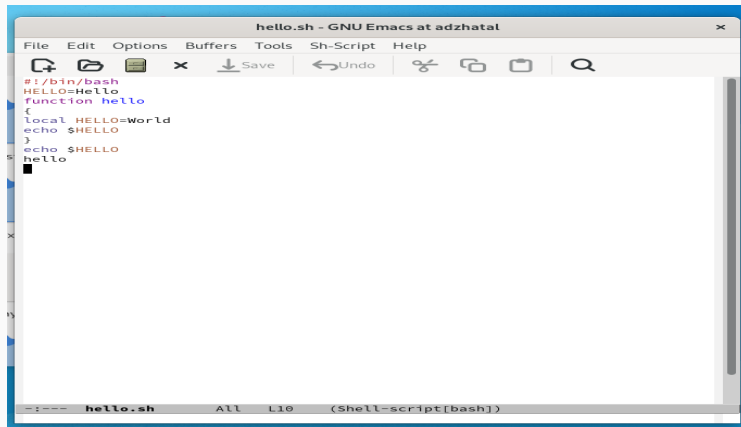 hello.sh - GNU Emacs at adzhatal
File Edit Options Buffers Tools Sh-Script Help
Save Undo
#!/bin/bash
HELLO=Hello
function hello
{
local HELLO=World
echo $HELLO
}
echo $HELLO
hello
-:--- hello.sh All L10 (Shell-script[bash])